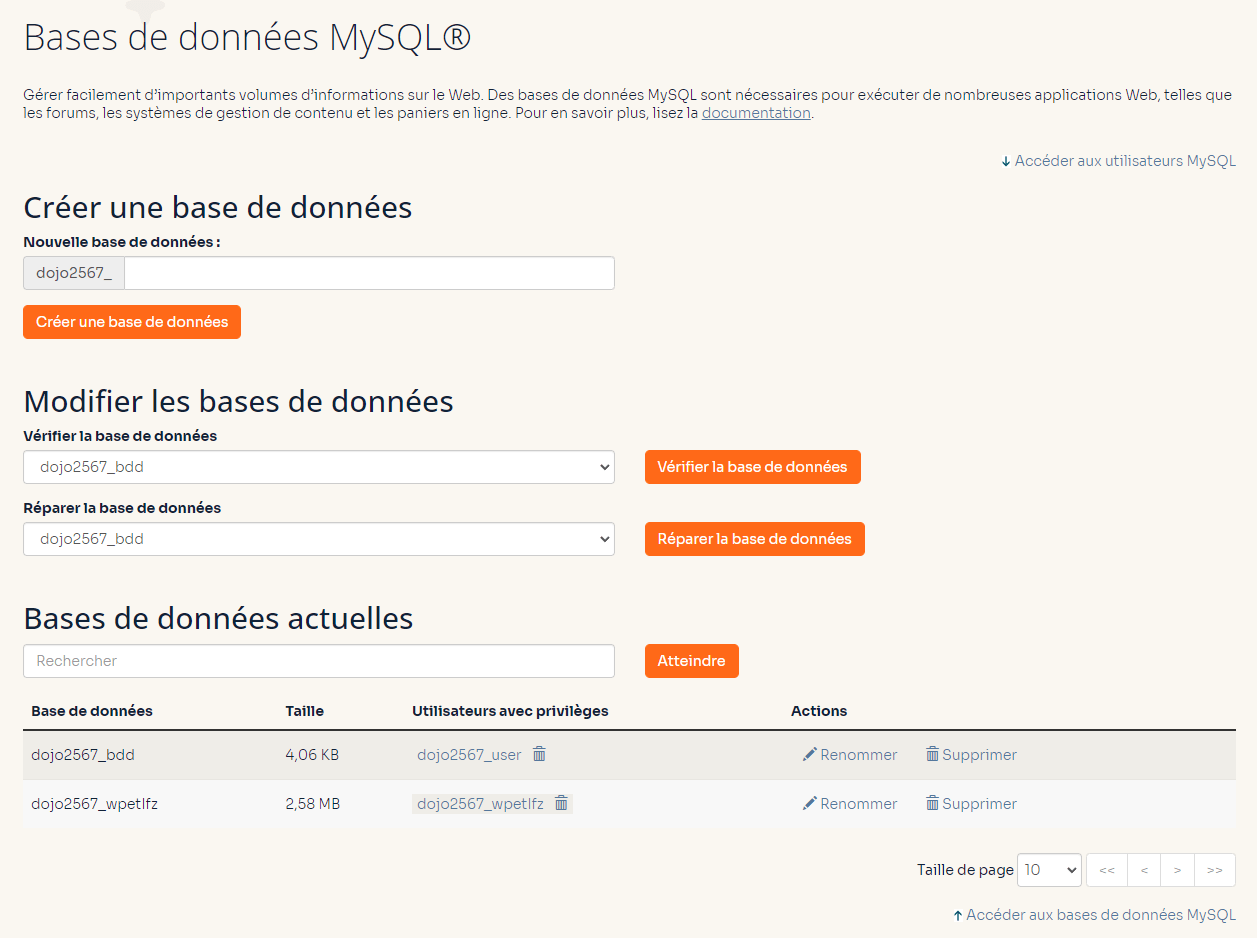 Bases de données MySQL®
Gérer facilement d’importants volumes d’informations sur le Web. Des bases de données MySQL sont nécessaires pour exécuter de nombreuses applications Web, telles que
les forums, les systèmes de gestion de contenu et les paniers en ligne. Pour en savoir plus, lisez la documentation.
↓ Accéder aux utilisateurs MySQL
Créer une base de données
Nouvelle base de données :
dojo2567_
Créer une base de données
Modifier les bases de données
Vérifier la base de données
dojo2567_bdd Vérifier la base de données
Réparer la base de données
dojo2567_bdd Réparer la base de données
Bases de données actuelles
Rechercher Atteindre
Base de données Taille Utilisateurs avec privilèges Actions
dojo2567_bdd 4,06 KB dojo2567_user Renommer Supprimer
dojo2567_wpetlfz 2,58 MB dojo2567_wpetlfz Renommer Supprimer
Taille de page 10 << < > >>
↑ Accéder aux bases de données MySQL